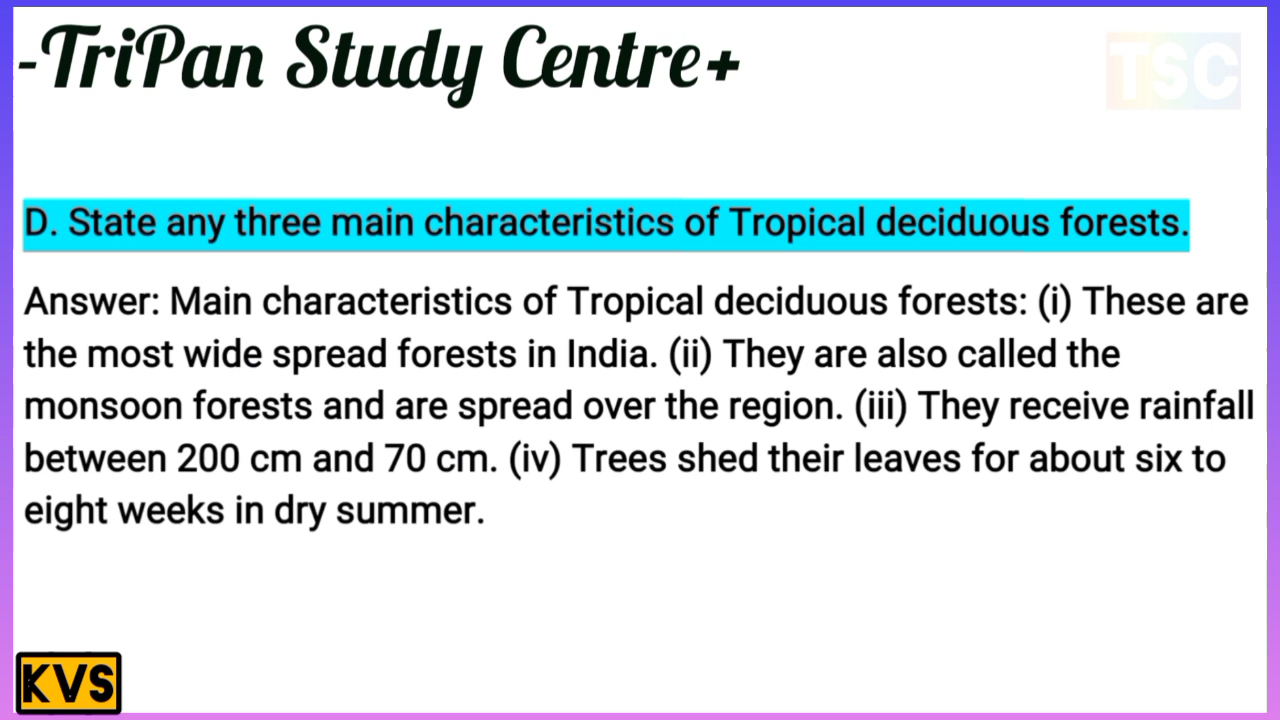 -TriPan Study Centre+
TSC
D. State any three main characteristics of Tropical deciduous forests.
Answer: Main characteristics of Tropical deciduous forests: (i) These are
the most wide spread forests in India. (ii) They are also called the
monsoon forests and are spread over the region. (iii) They receive rainfall
between 200 cm and 70 cm. (iv) Trees shed their leaves for about six to
eight weeks in dry summer.
KVS